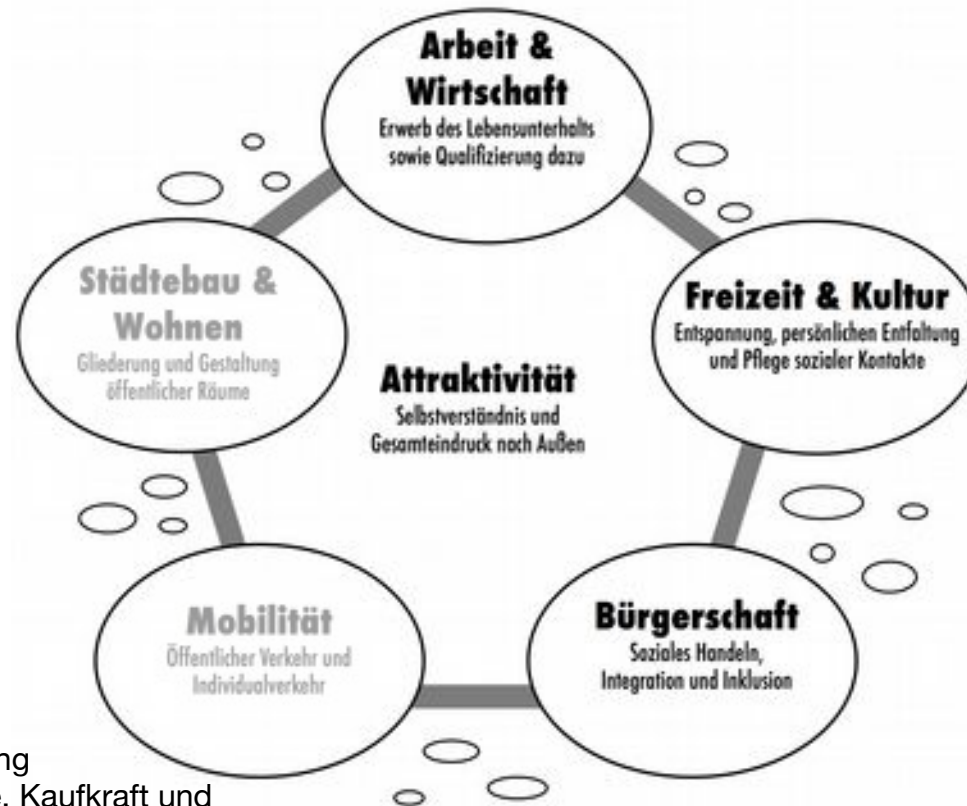 Arbeit &
Wirtschaft
Erwerb des Lebensunterhalts
sowie Qualifizierung dazu
Städtebau &
Wohnen
Gliederung und Gestaltung
öffentlicher Räume
Freizeit & Kultur
Entspannung, persönlichen Entfaltung
und Pflege sozialer Kontakte
Attraktivität
Selbstverständnis und
Gesamteindruck nach Außen
Mobilität
Öffentlicher Verkehr und
Individualverkehr
Bürgerschaft
Soziales Handeln,
Integration und Inklusion
ng
e, Kaufkraft und